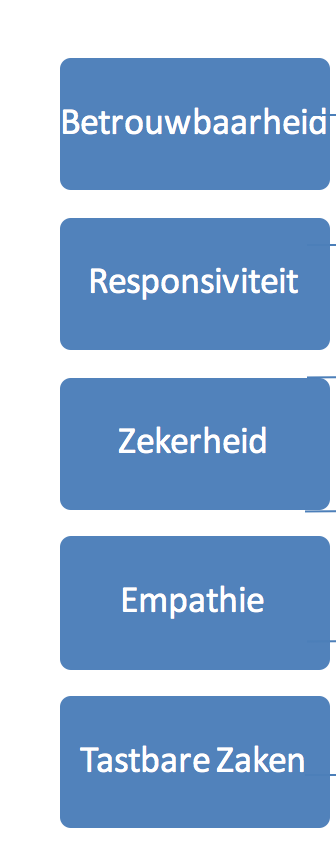 Betrouwbaarheid
Responsiviteit
Zekerheid
Empathie
Tastbare Zaken